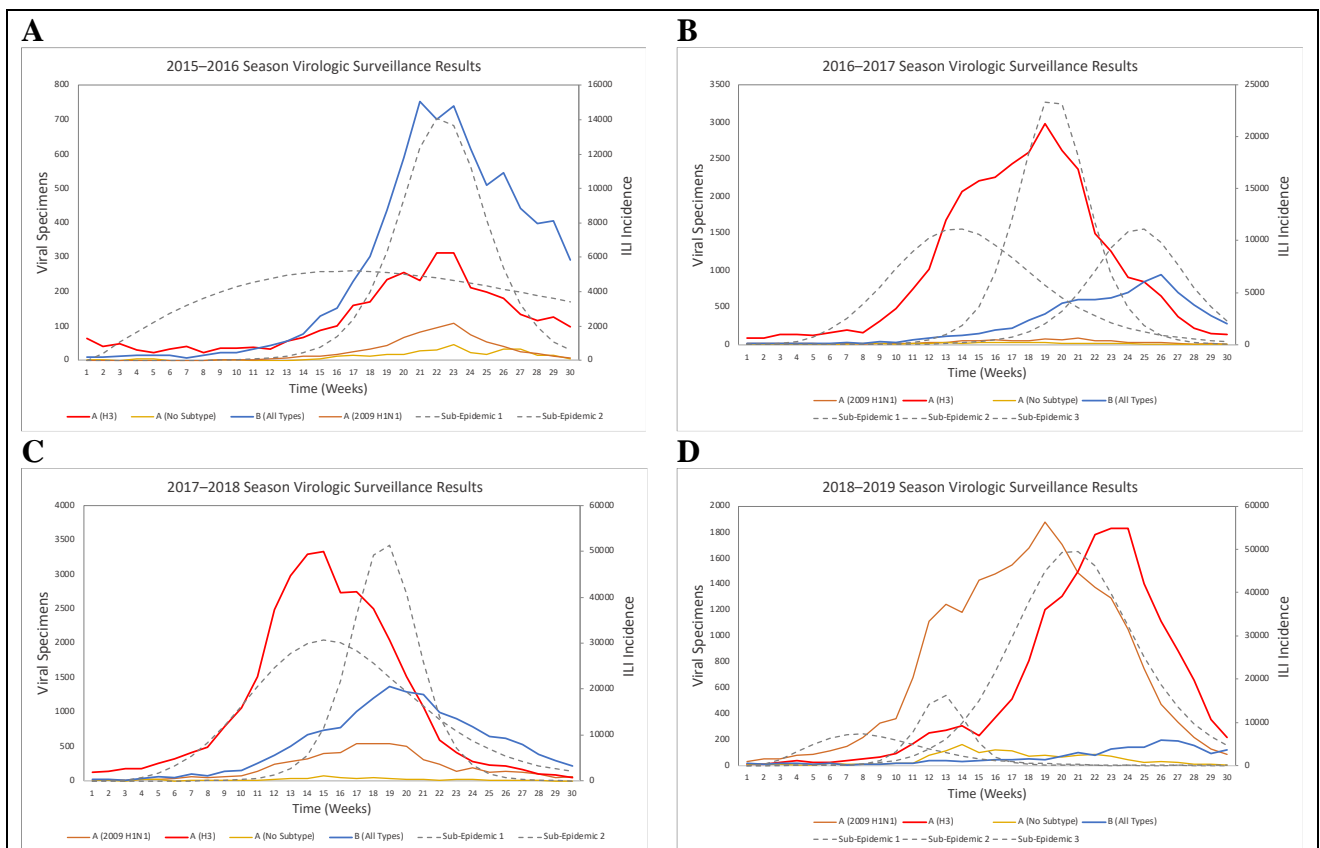 A
2015–2016 Season Virologic Surveillance Results
Viral Specimens
800
700
600
500
400
300
200
100
0
16000
14000
12000
10000
8000
6000
4000
2000
0
ILI Incidence
1 2 3 4 5 6 7 8 9 10 11 12 13 14 15 16 17 18 19 20 21 22 23 24 25 26 27 28 29 30
Time (Weeks)
A (H3) A (No Subtype) B (All Types) A (2009 H1N1) Sub-Epidemic 1 Sub-Epidemic 2
B
2016–2017 Season Virologic Surveillance Results
Viral Specimens
3500
3000
2500
2000
1500
1000
500
0
25000
20000
15000
10000
5000
0
ILI Incidence
1 2 3 4 5 6 7 8 9 10 11 12 13 14 15 16 17 18 19 20 21 22 23 24 25 26 27 28 29 30
Time (Weeks)
A (2009 H1N1) A (H3) A (No Subtype) B (All Types)
Sub-Epidemic 1 Sub-Epidemic 2 Sub-Epidemic 3
C
2017–2018 Season Virologic Surveillance Results
Viral Specimens
4000
3500
3000
2500
2000
1500
1000
500
0
60000
50000
40000
30000
20000
10000
0
ILI Incidence
1 2 3 4 5 6 7 8 9 10 11 12 13 14 15 16 17 18 19 20 21 22 23 24 25 26 27 28 29 30
Time (Weeks)
A (2009 H1N1) A (H3) A (No Subtype) B (All Types) Sub-Epidemic 1 Sub-Epidemic 2
D
2018–2019 Season Virologic Surveillance Results
Viral Specimens
2000
1800
1600
1400
1200
1000
800
600
400
200
0
60000
50000
40000
30000
20000
10000
0
ILI Incidence
1 2 3 4 5 6 7 8 9 10 11 12 13 14 15 16 17 18 19 20 21 22 23 24 25 26 27 28 29 30
Time (Weeks)
A (2009 H1N1) A (H3) A (No Subtype) B (All Types)
Sub-Epidemic 1 Sub-Epidemic 2 Sub-Epidemic 3